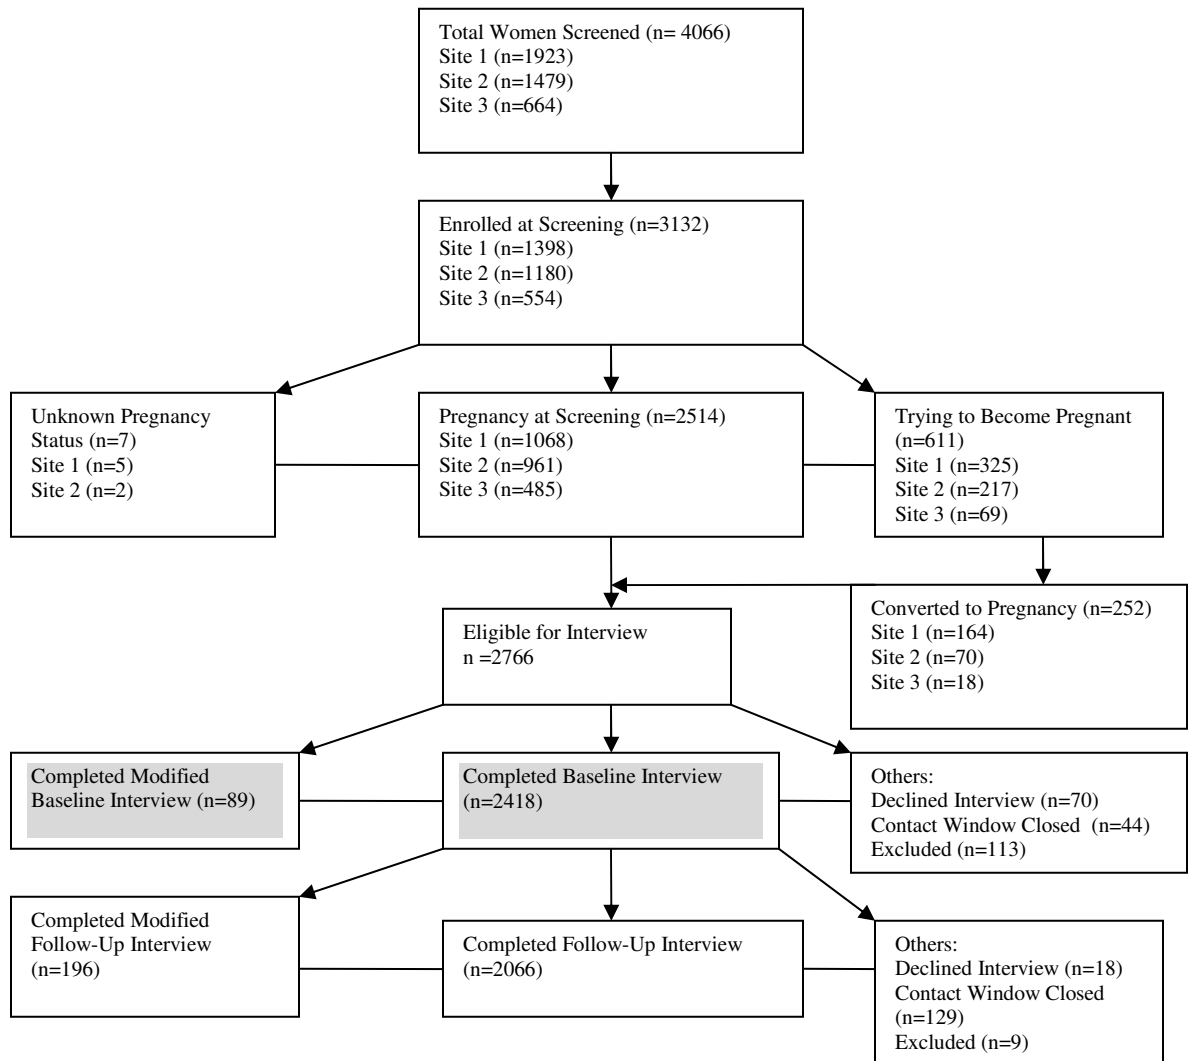 Total Women Screened (n= 4066)
Site 1 (n=1923)
Site 2 (n=1479)
Site 3 (n=664)
Enrolled at Screening (n=3132)
Site 1 (n=1398)
Site 2 (n=1180)
Site 3 (n=554)
Unknown Pregnancy
Status (n=7)
Site 1 (n=5)
Site 2 (n=2)
Pregnancy at Screening (n=2514)
Site 1 (n=1068)
Site 2 (n=961)
Site 3 (n=485)
Trying to Become Pregnant
(n=611)
Site 1 (n=325)
Site 2 (n=217)
Site 3 (n=69)
Converted to Pregnancy (n=252)
Site 1 (n=164)
Site 2 (n=70)
Site 3 (n=18)
Eligible for Interview
n =2766
Completed Modified
Baseline Interview (n=89)
Completed Baseline Interview
(n=2418)
Others:
Declined Interview (n=70)
Contact Window Closed (n=44)
Excluded (n=113)
Completed Modified
Follow-Up Interview
(n=196)
Completed Follow-Up Interview
(n=2066)
Others:
Declined Interview (n=18)
Contact Window Closed
(n=129)
Excluded (n=9)